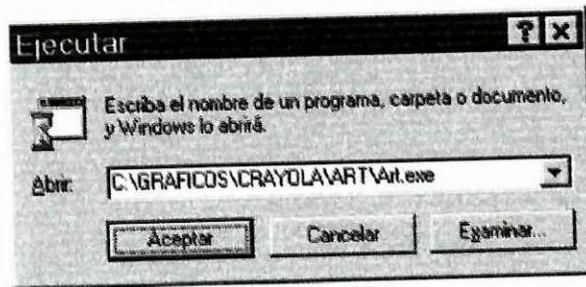 Ejecutar
Escriba el nombre de un programa, carpeta o documento,
y Windows lo abrirá.
Abrir: C:\GRAFICOS\CRAYOLA\ART\Art.exe
Aceptar Cancelar Examinar...